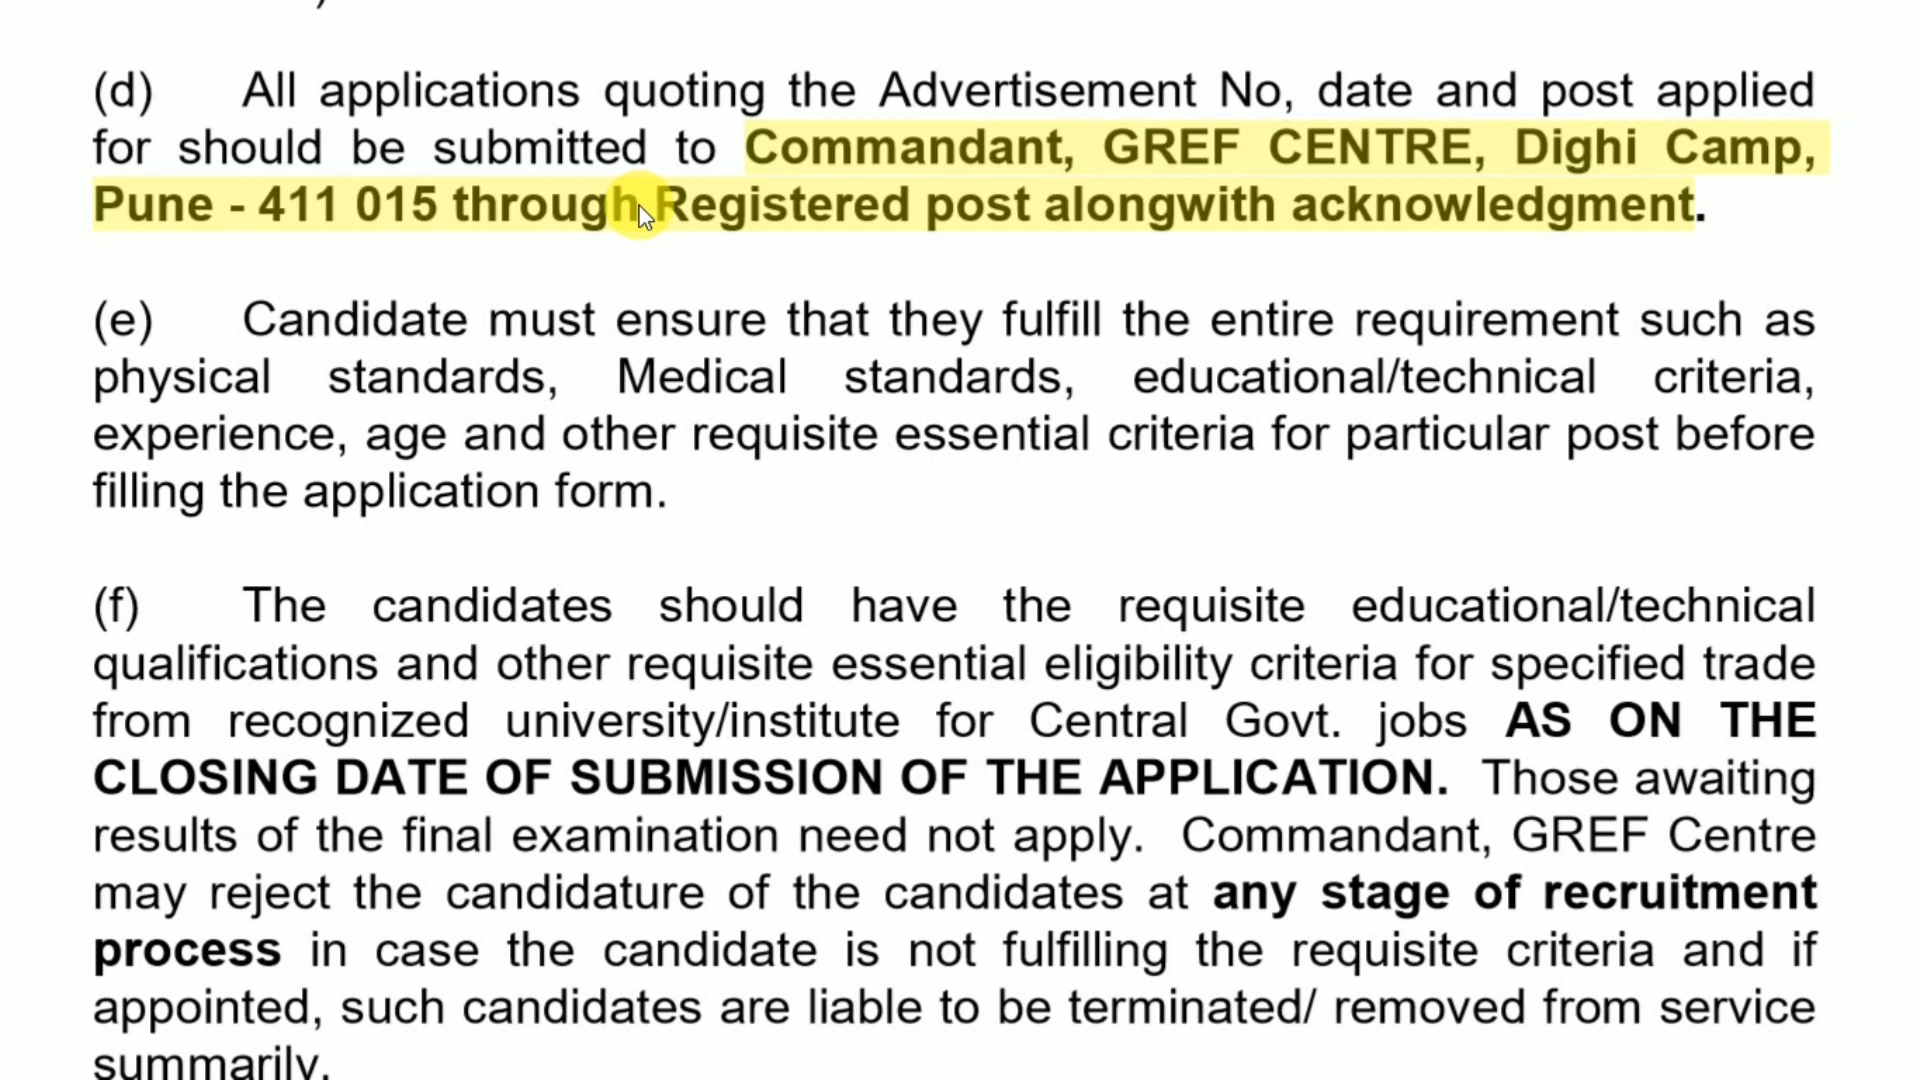 (d) All applications quoting the Advertisement No, date and post applied
for should be submitted to Commandant, GREF CENTRE, Dighi Camp,
Pune - 411 015 through Registered post alongwith acknowledgment.
(e) Candidate must ensure that they fulfill the entire requirement such as
physical standards, Medical standards, educational/technical criteria,
experience, age and other requisite essential criteria for particular post before
filling the application form.
(f) The candidates should have the requisite educational/technical
qualifications and other requisite essential eligibility criteria for specified trade
from recognized university/institute for Central Govt. jobs AS ON THE
CLOSING DATE OF SUBMISSION OF THE APPLICATION. Those awaiting
results of the final examination need not apply. Commandant, GREF Centre
may reject the candidature of the candidates at any stage of recruitment
process in case the candidate is not fulfilling the requisite criteria and if
appointed, such candidates are liable to be terminated/ removed from service
summarily.